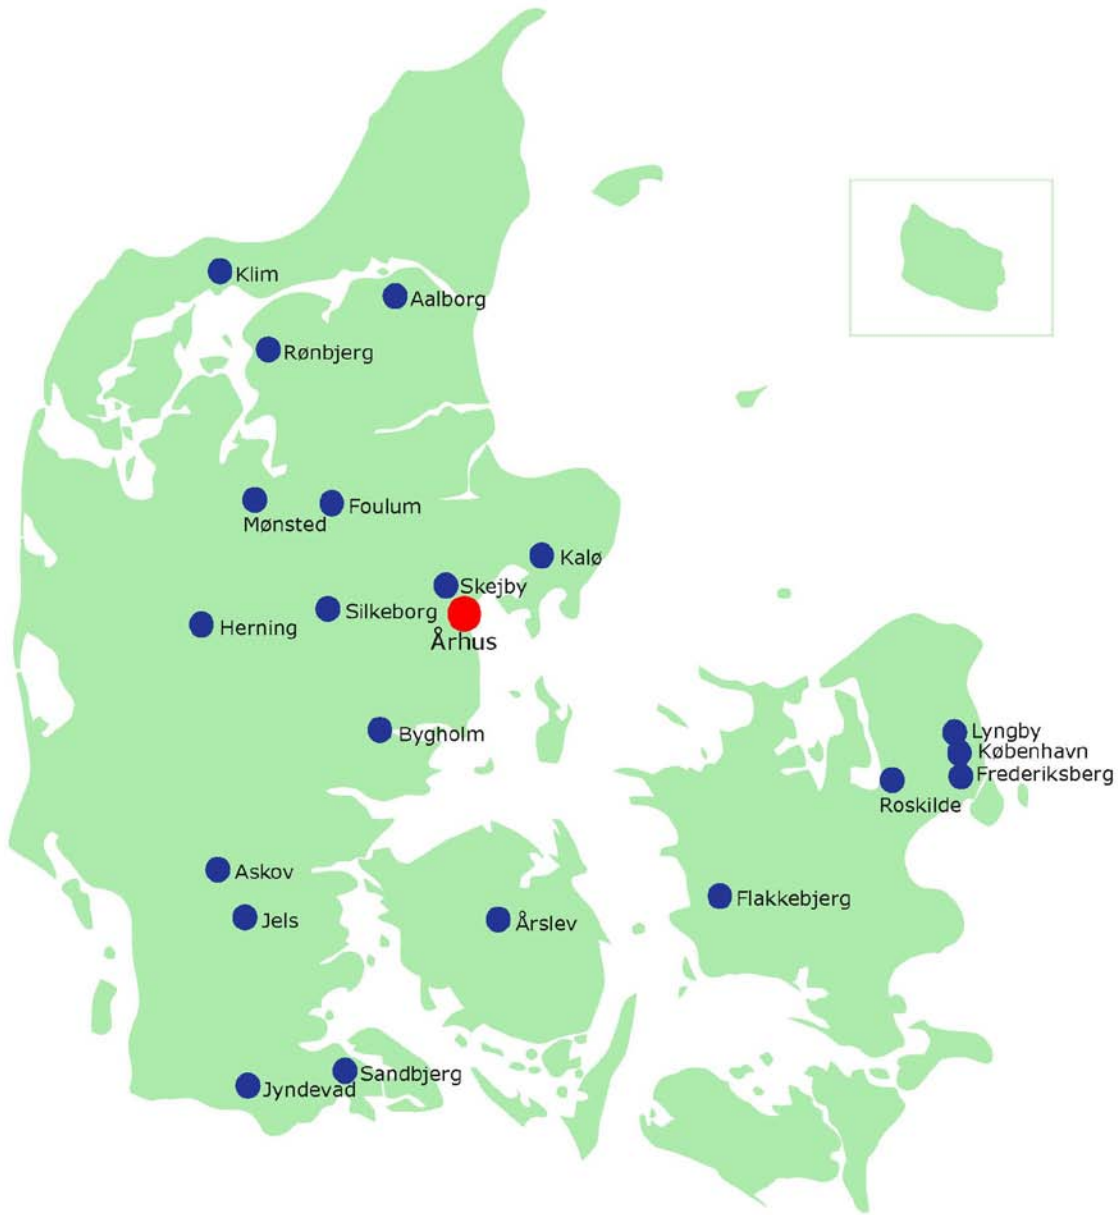 Klim
Aalborg
Rønbjerg
Mønsted
Foulum
Kalø
Skejby
Silkeborg
Herning
Århus
Bygholm
Lyngby
København
Frederiksberg
Roskilde
Askov
Flakkebjerg
Jels
Årslev
Sandbjerg
Jyndevad